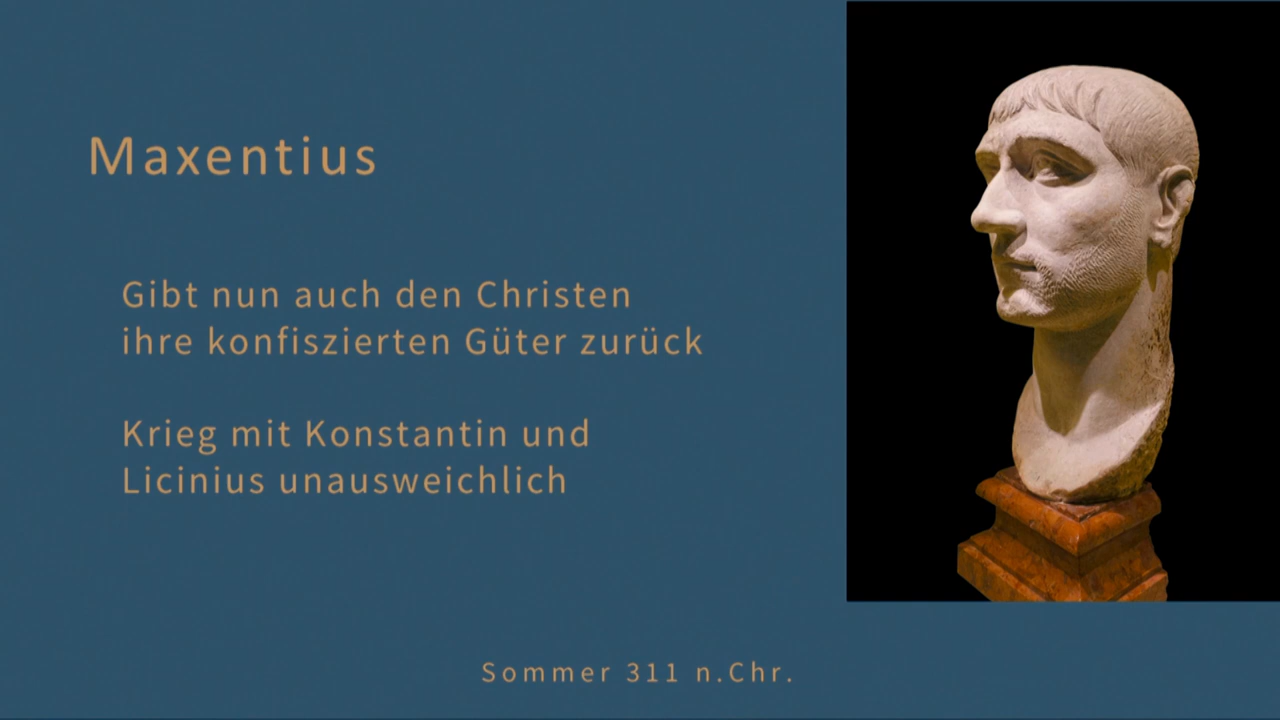 Maxentius
Gibt nun auch den Christen
ihre konfiszierten Güter zurück
Krieg mit Konstantin und
Licinius unausweichlich
Sommer 311 n.Chr.